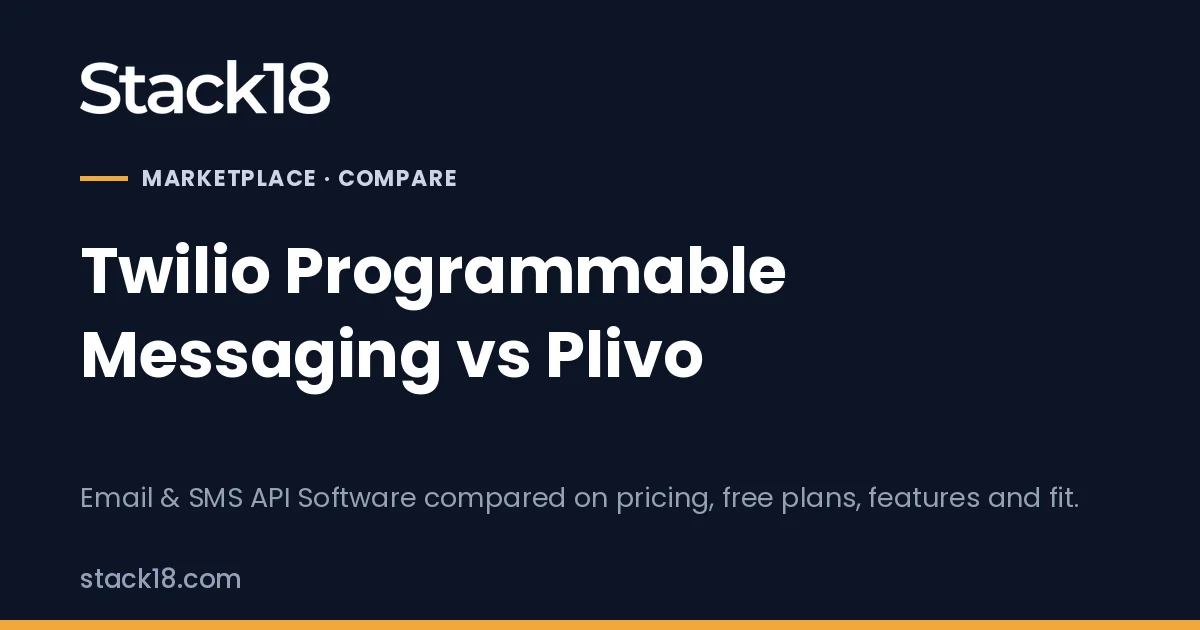 Stack18
MARKETPLACE · COMPARE
Twilio Programmable
Messaging vs Plivo
Email & SMS API Software compared on pricing, free plans, features and fit.
stack18.com